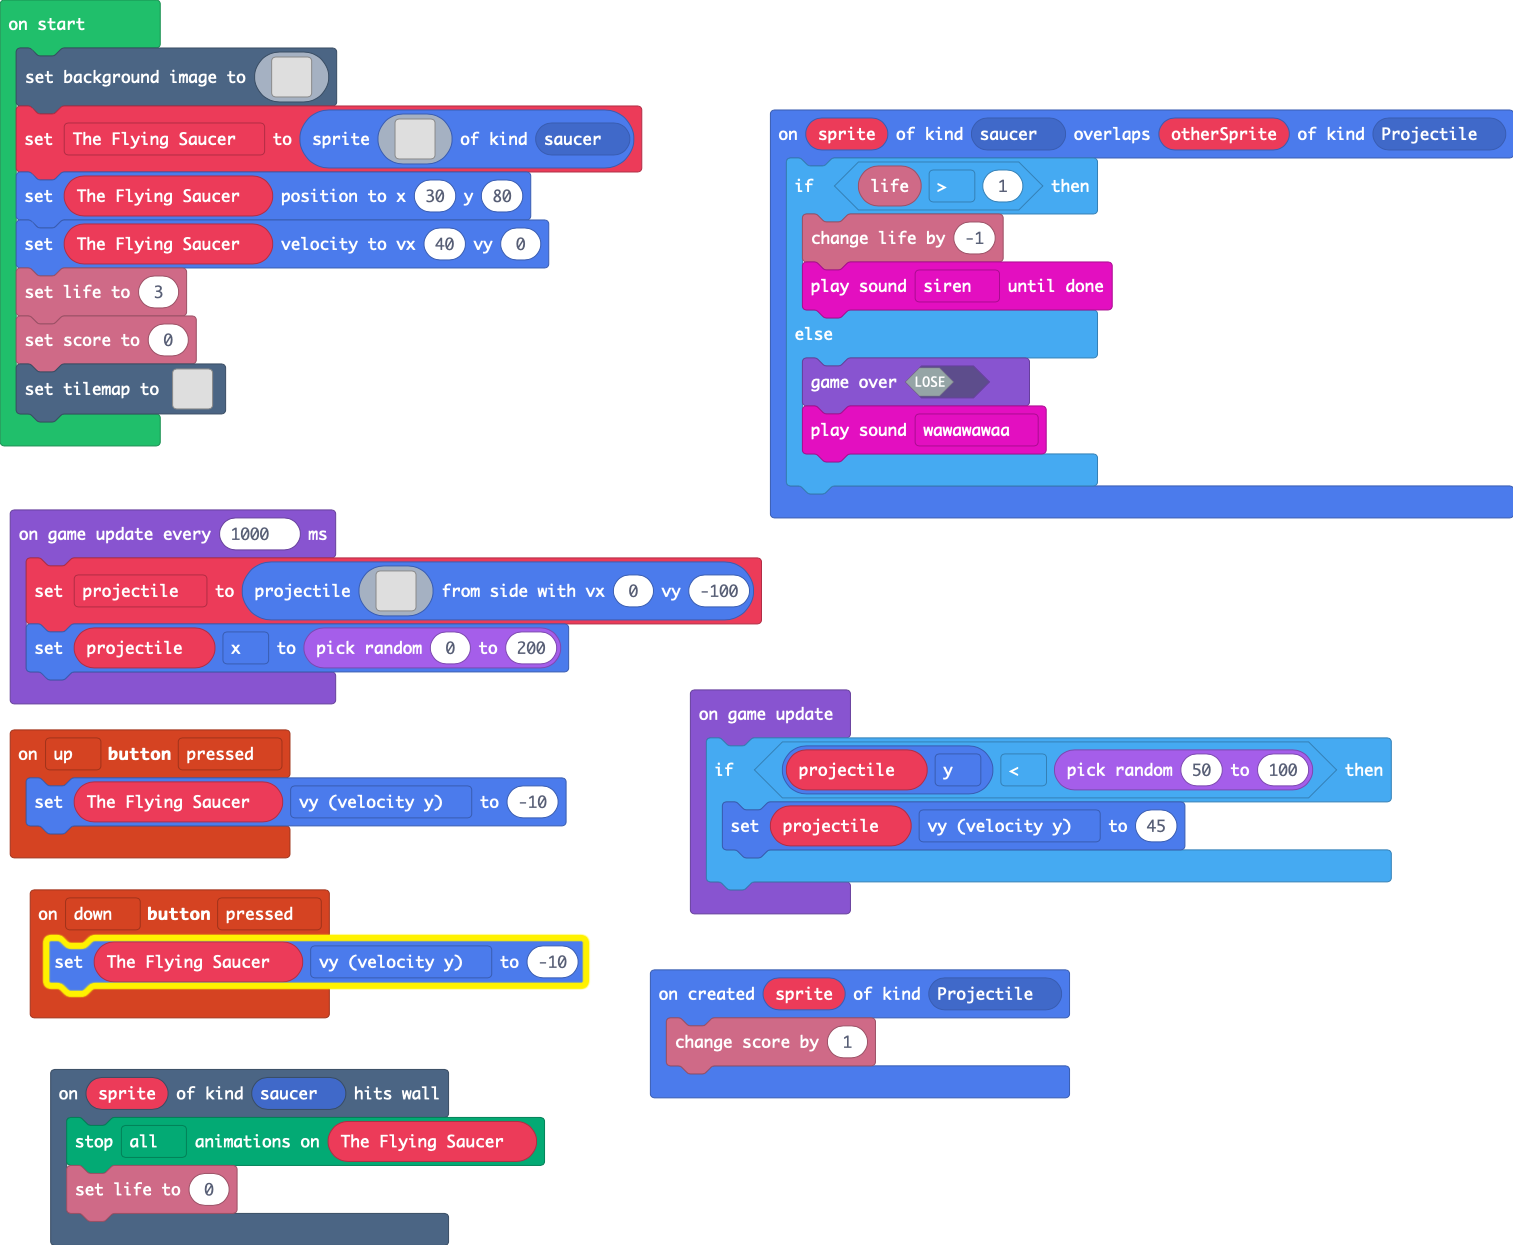 on start
set background image to
set The Flying Saucer to sprite of kind saucer
set The Flying Saucer position to x 30 y 80
set The Flying Saucer velocity to vx 40 vy 0
set life to 3
set score to 0
set tilemap to
on sprite of kind saucer overlaps otherSprite of kind Projectile
if life > 1 then
change life by -1
play sound siren until done
else
game over LOSE
play sound wawawawaa
on game update every 1000 ms
set projectile to projectile from side with vx 0 vy -100
set projectile x to pick random 0 to 200
on up button pressed
set The Flying Saucer vy (velocity y) to -10
on down button pressed
set The Flying Saucer vy (velocity y) to -10
on sprite of kind saucer hits wall
stop all animations on The Flying Saucer
set life to 0
on game update
if projectile y < pick random 50 to 100 then
set projectile vy (velocity y) to 45
on created sprite of kind Projectile
change score by 1